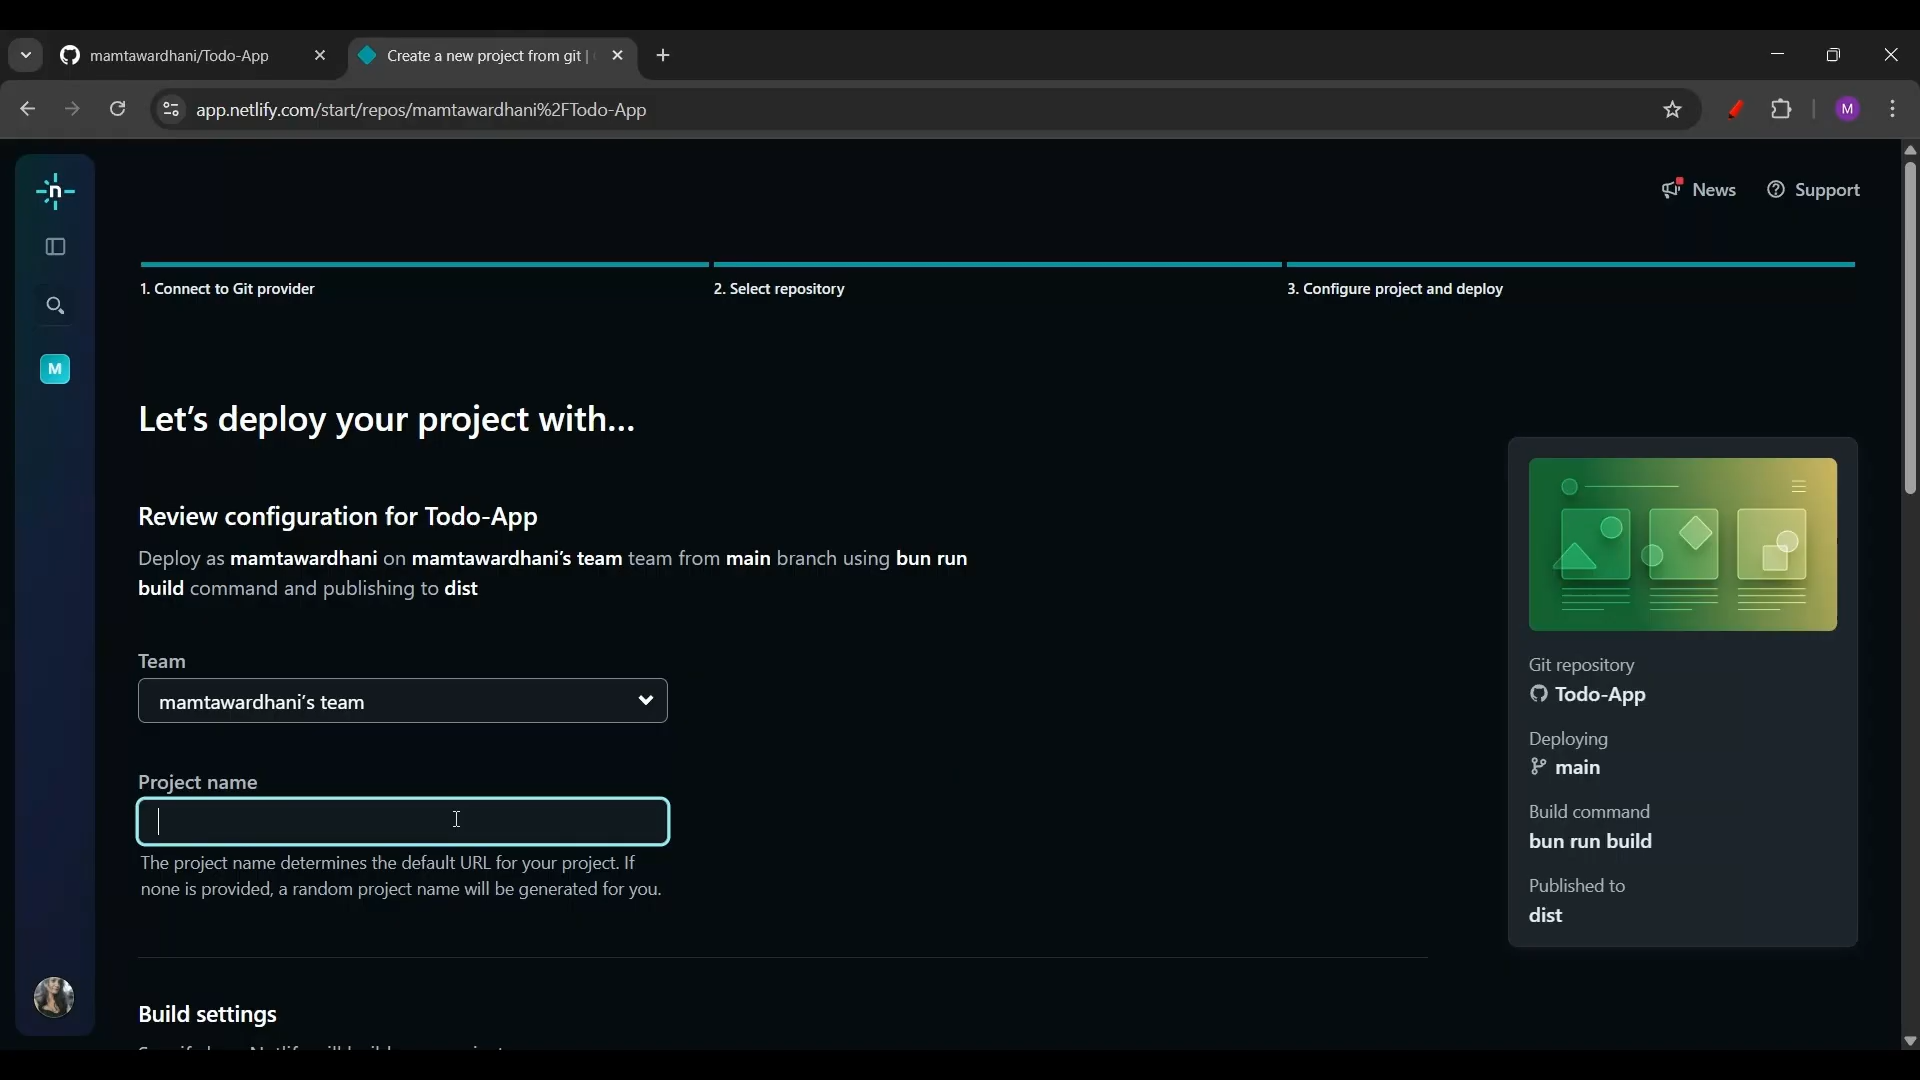 mamtawardhani/Todo-App
Create a new project from git |
app.netlify.com/start/repos/mamtawardhani%2FTodo-App
M
n
News
Support
1. Connect to Git provider
2. Select repository
3. Configure project and deploy
M
Let's deploy your project with...
Review configuration for Todo-App
Deploy as mamtawardhani on mamtawardhani's team team from main branch using bun run
build command and publishing to dist
Team
mamtawardhani's team
Project name
The project name determines the default URL for your project. If
none is provided, a random project name will be generated for you.
Git repository
Todo-App
Deploying
main
Build command
bun run build
Published to
dist
Build settings